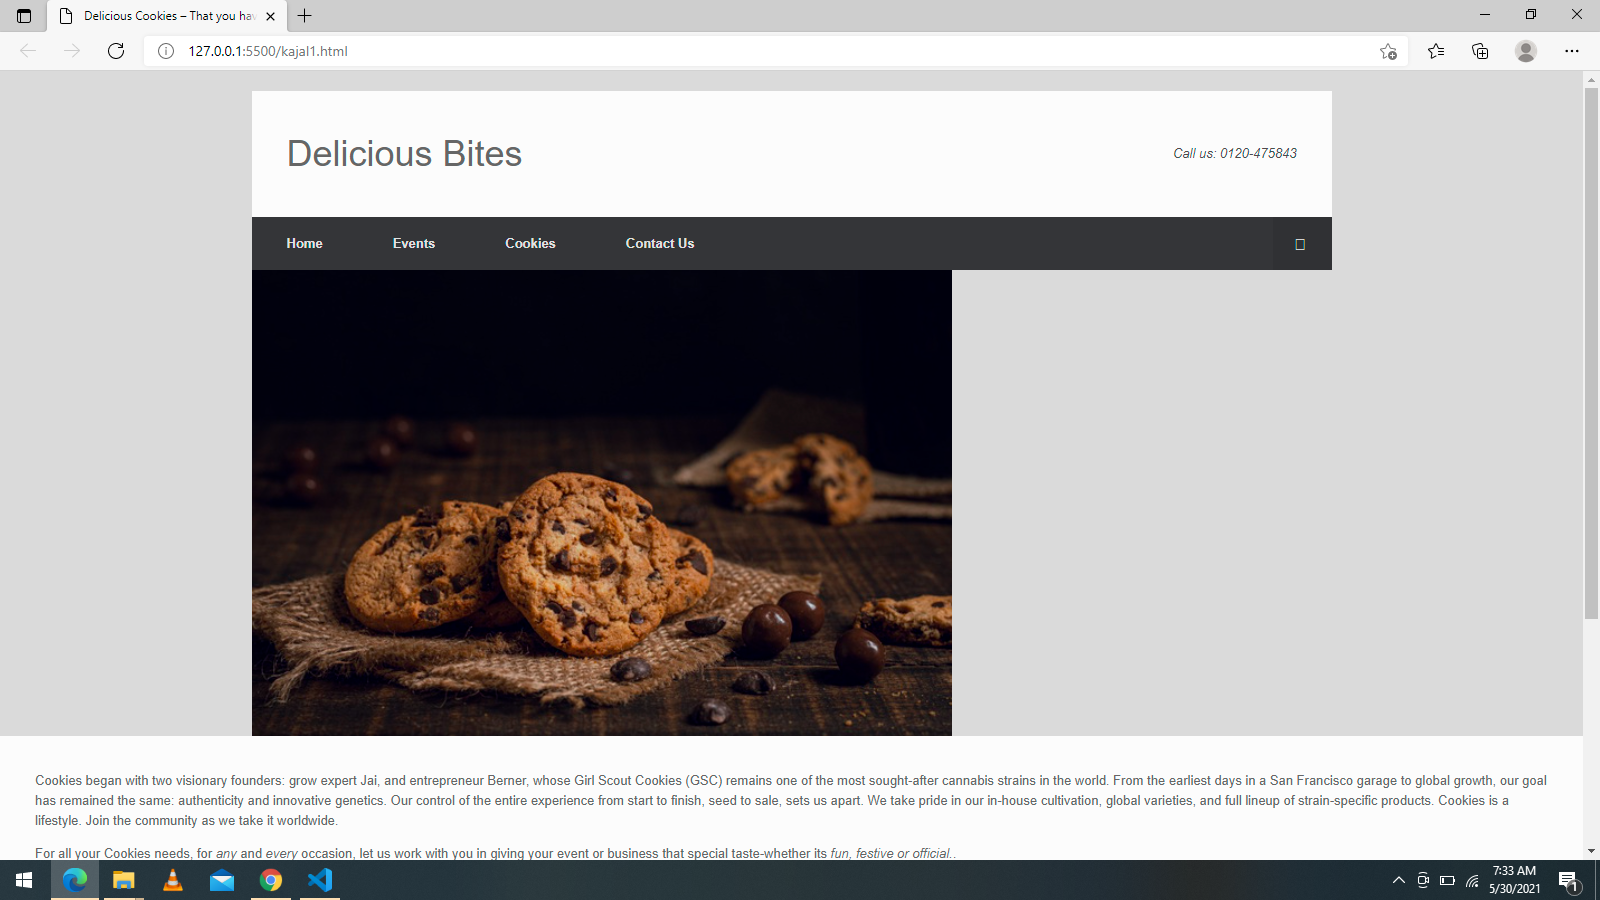 Delicious Cookies – That you hav
127.0.0.1:5500/kajal1.html
Delicious Bites
Call us: 0120-475843
Home Events Cookies Contact Us
Cookies began with two visionary founders: grow expert Jai, and entrepreneur Berner, whose Girl Scout Cookies (GSC) remains one of the most sought-after cannabis strains in the world. From the earliest days in a San Francisco garage to global growth, our goal
has remained the same: authenticity and innovative genetics. Our control of the entire experience from start to finish, seed to sale, sets us apart. We take pride in our in-house cultivation, global varieties, and full lineup of strain-specific products. Cookies is a
lifestyle. Join the community as we take it worldwide.
For all your Cookies needs, for any and every occasion, let us work with you in giving your event or business that special taste-whether its fun, festive or official..
7:33 AM
5/30/2021
1